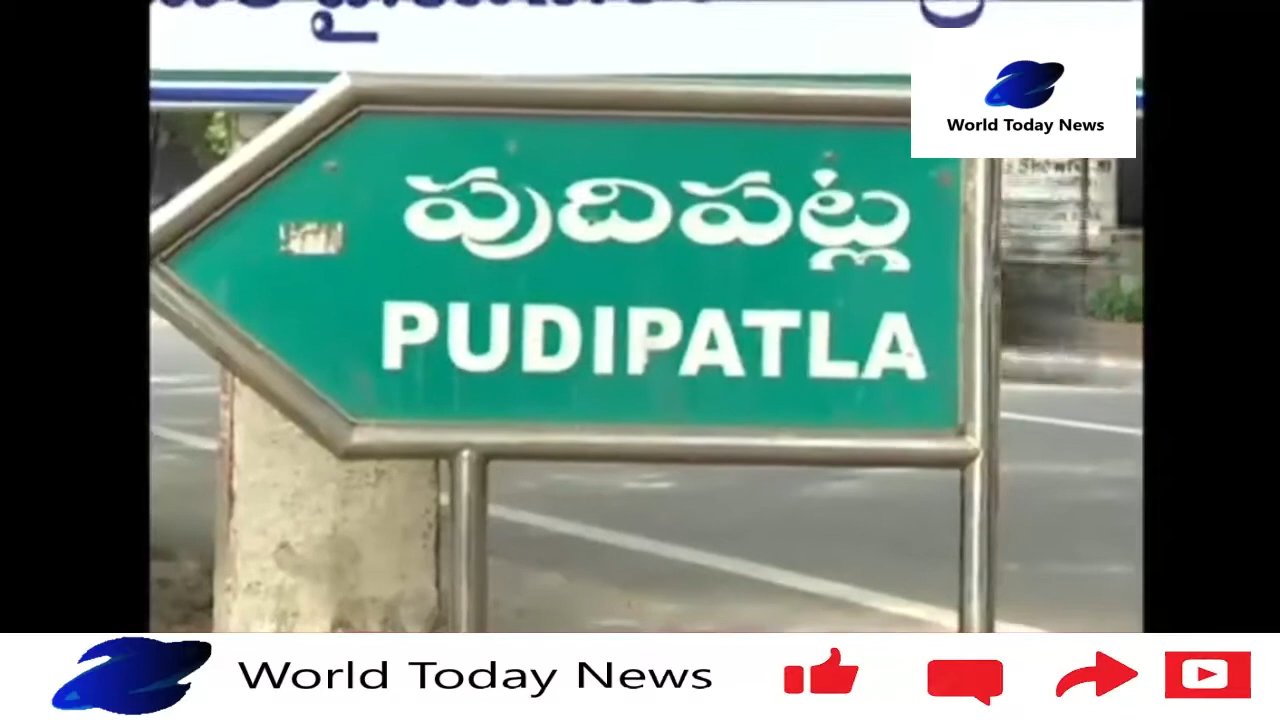 World Today News
పుదిపట్ల
PUDIPATLA
World Today News